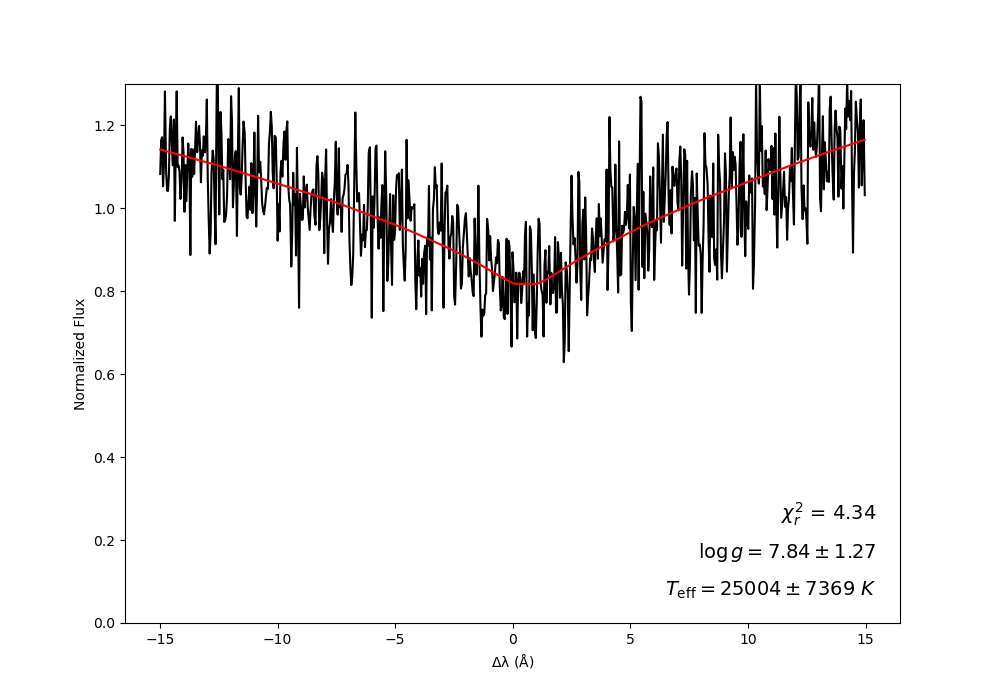 1.2
1.0
0.8
0.6
0.4
0.2
0.0
Normalized Flux
χ²ᵣ = 4.34
log g = 7.84 ± 1.27
T_eff = 25004 ± 7369 K
−15 −10 −5 0 5 10 15
Δλ (Å)